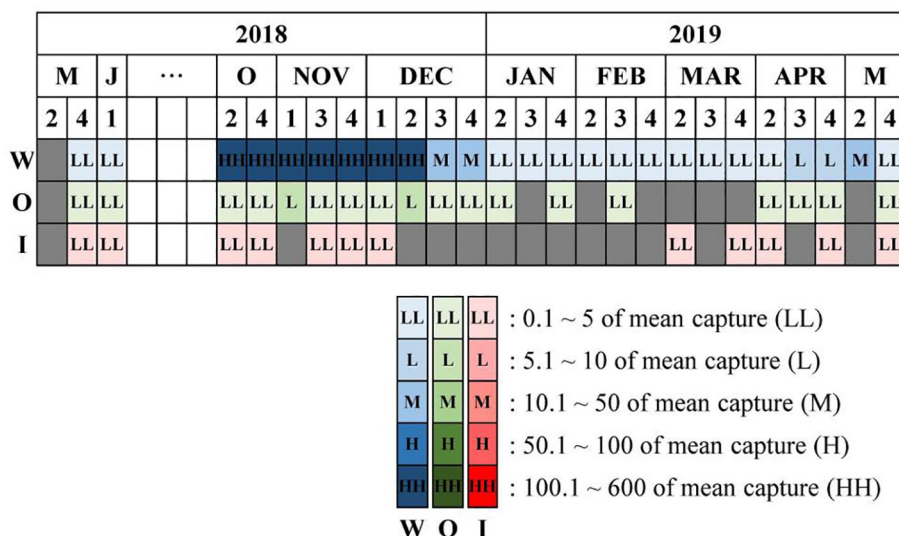 2018 2019
M J ... O NOV DEC JAN FEB MAR APR M
2 4 1 2 4 1 3 4 1 2 3 4 2 3 4 2 3 4 2 3 4 2 3 4 2 4
W LL LL HH HH HH HH HH HH HH M M LL LL LL LL LL LL LL LL LL LL L L M LL
O LL LL LL LL L LL LL LL L LL LL LL LL LL LL LL LL LL
I LL LL LL LL LL LL LL LL LL LL LL LL
LL LL LL : 0.1 ~ 5 of mean capture (LL)
L L L : 5.1 ~ 10 of mean capture (L)
M M M : 10.1 ~ 50 of mean capture (M)
H H H : 50.1 ~ 100 of mean capture (H)
HH HH HH : 100.1 ~ 600 of mean capture (HH)
W O I